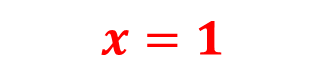 x = 1